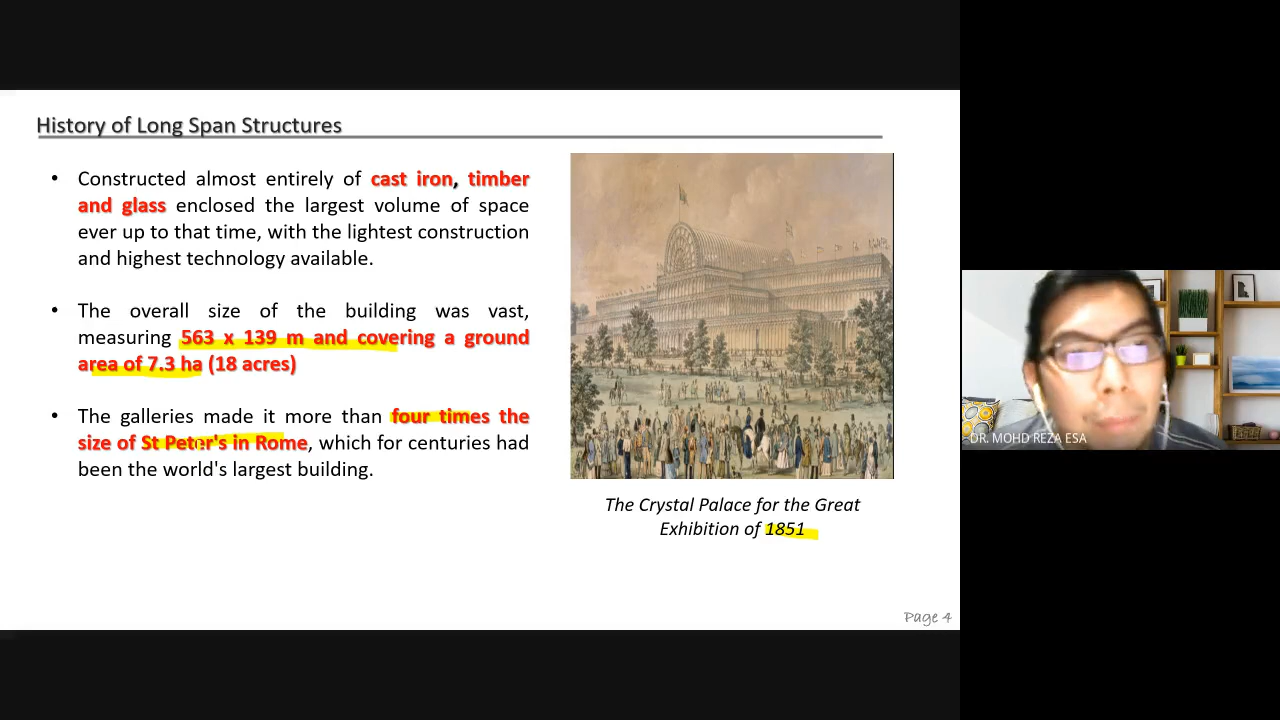 History of Long Span Structures
• Constructed almost entirely of cast iron, timber
and glass enclosed the largest volume of space
ever up to that time, with the lightest construction
and highest technology available.
• The overall size of the building was vast,
measuring 563 x 139 m and covering a ground
area of 7.3 ha (18 acres)
• The galleries made it more than four times the
size of St Peter's in Rome, which for centuries had
been the world's largest building.
The Crystal Palace for the Great
Exhibition of 1851
Page 4
DR. MOHD REZA ESA